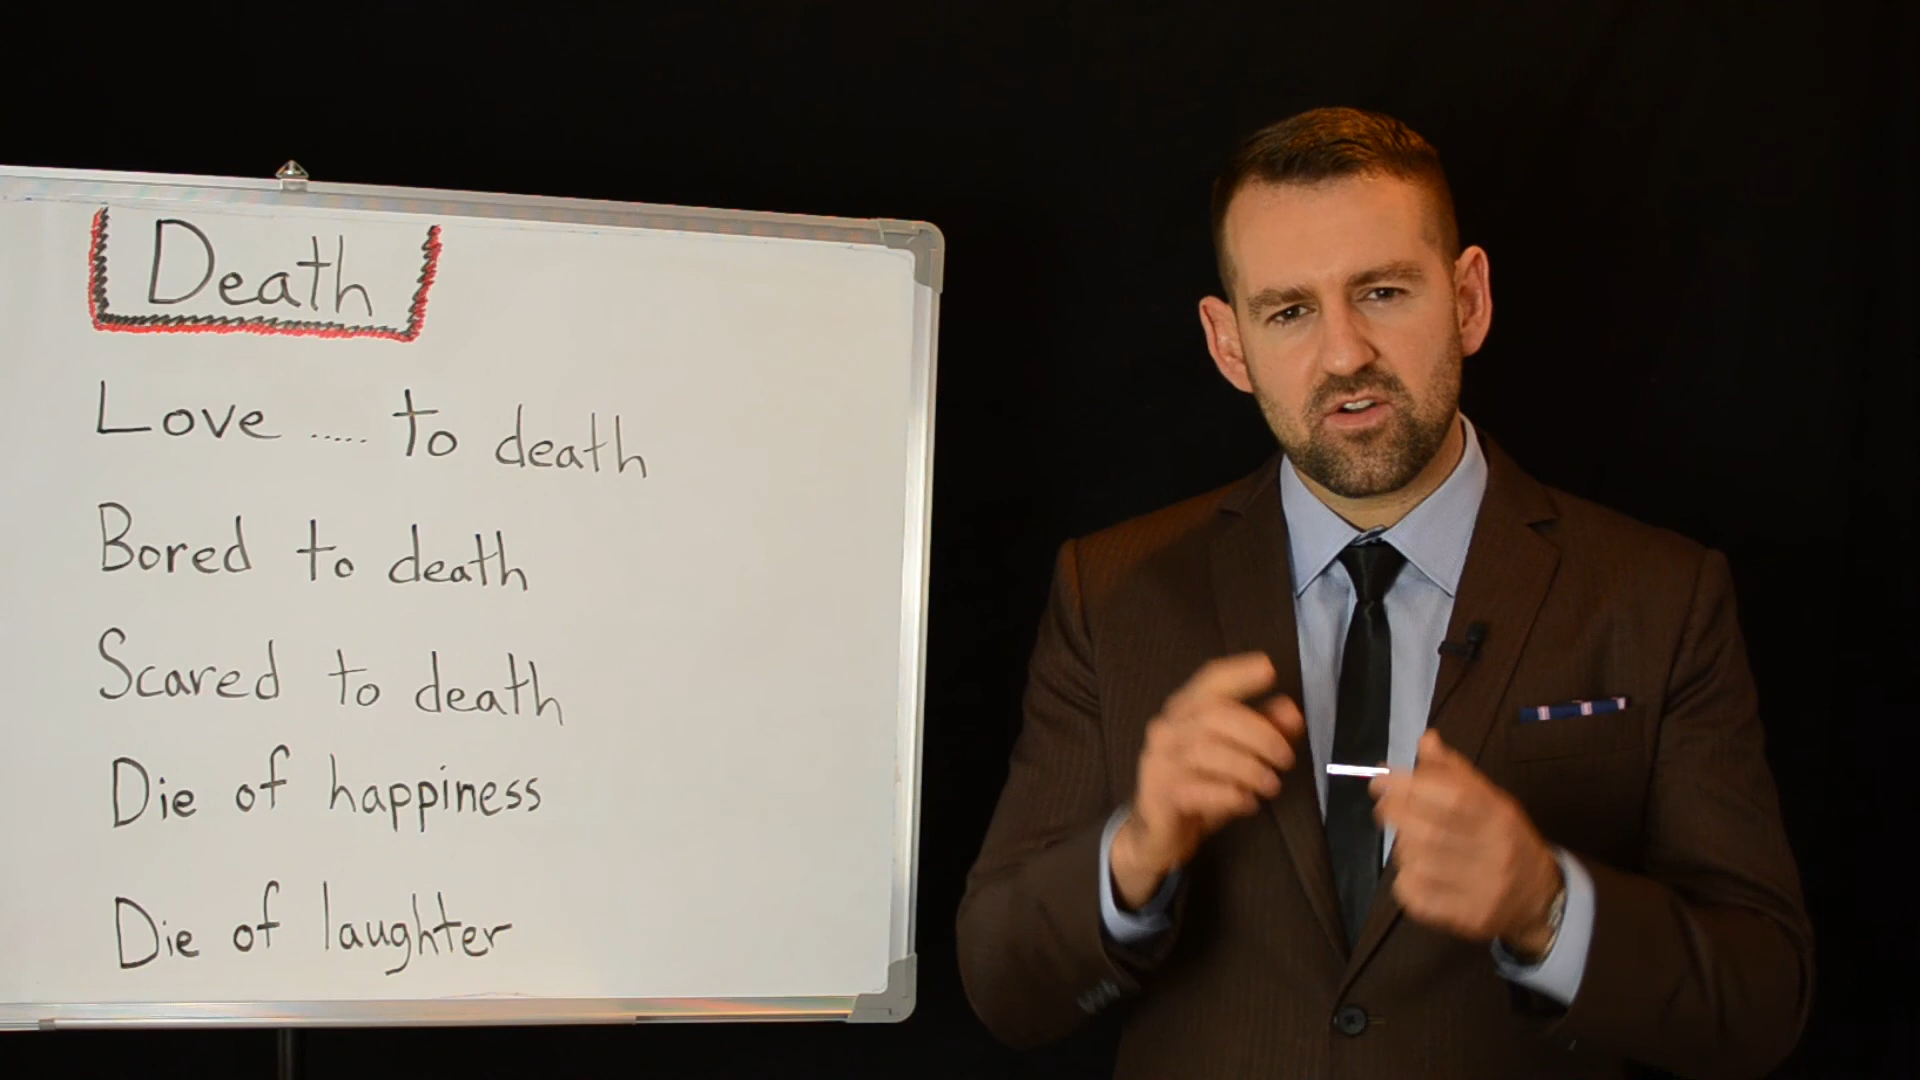 Death
Love ..... to death
Bored to death
Scared to death
Die of happiness
Die of laughter